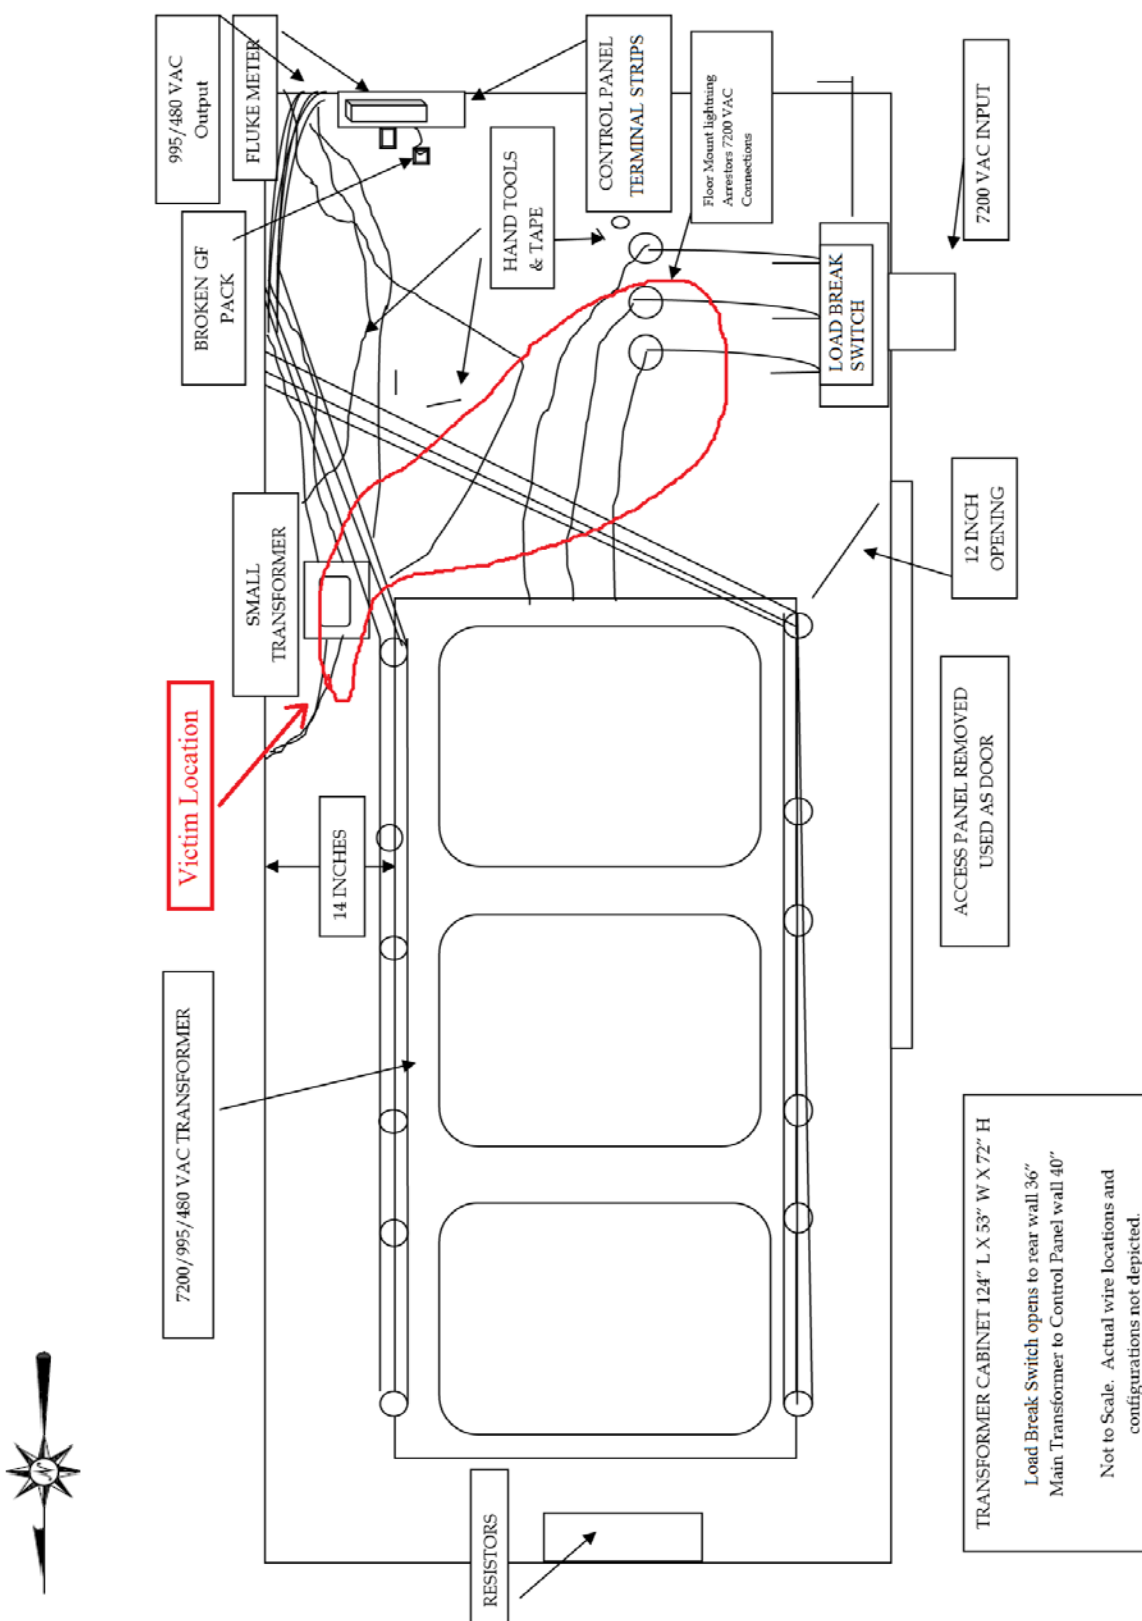 995/480 VAC
Output
FLUKE METER
CONTROL PANEL
TERMINAL STRIPS
Floor Mount lightning
Arrestors 7200 VAC
Connections
7200 VAC INPUT
BROKEN GF
PACK
HAND TOOLS
& TAPE
LOAD BREAK
SWITCH
SMALL
TRANSFORMER
12 INCH
OPENING
Victim Location
14 INCHES
ACCESS PANEL REMOVED
USED AS DOOR
7200/995/480 VAC TRANSFORMER
RESISTORS
N
TRANSFORMER CABINET 124" L X 53" W X 72" H
Load Break Switch opens to rear wall 36"
Main Transformer to Control Panel wall 40"
Not to Scale. Actual wire locations and
configurations not depicted.